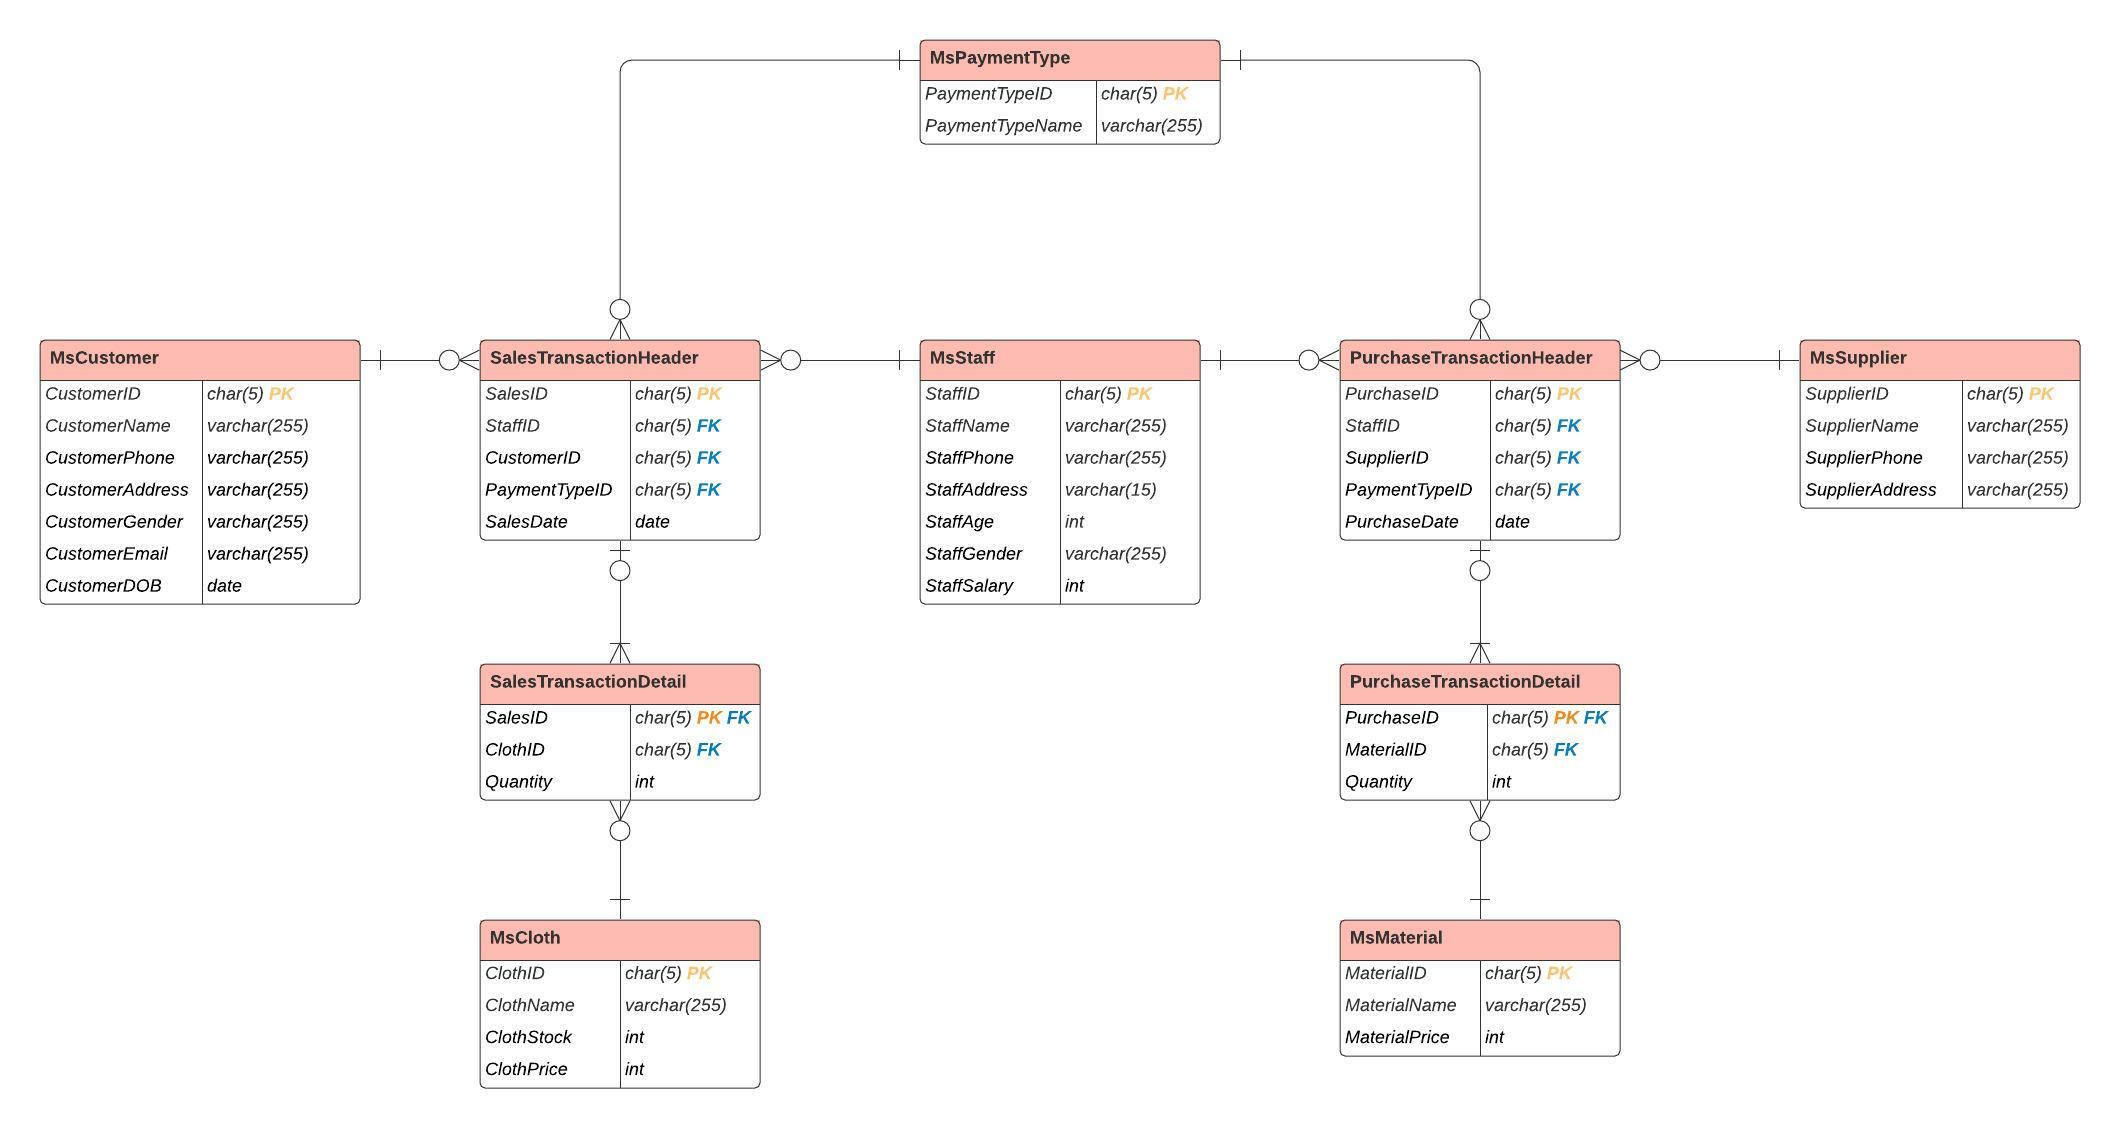 MsPaymentType
PaymentTypeID char(5) PK
PaymentTypeName varchar(255)
MsCustomer
CustomerID char(5) PK
CustomerName varchar(255)
CustomerPhone varchar(255)
CustomerAddress varchar(255)
CustomerGender varchar(255)
CustomerEmail varchar(255)
CustomerDOB date
SalesTransactionHeader
SalesID char(5) PK
StaffID char(5) FK
CustomerID char(5) FK
PaymentTypeID char(5) FK
SalesDate date
MsStaff
StaffID char(5) PK
StaffName varchar(255)
StaffPhone varchar(255)
StaffAddress varchar(15)
StaffAge int
StaffGender varchar(255)
StaffSalary int
PurchaseTransactionHeader
PurchaseID char(5) PK
StaffID char(5) FK
SupplierID char(5) FK
PaymentTypeID char(5) FK
PurchaseDate date
MsSupplier
SupplierID char(5) PK
SupplierName varchar(255)
SupplierPhone varchar(255)
SupplierAddress varchar(255)
SalesTransactionDetail
SalesID char(5) PK FK
ClothID char(5) FK
Quantity int
PurchaseTransactionDetail
PurchaseID char(5) PK FK
MaterialID char(5) FK
Quantity int
MsCloth
ClothID char(5) PK
ClothName varchar(255)
ClothStock int
ClothPrice int
MsMaterial
MaterialID char(5) PK
MaterialName varchar(255)
MaterialPrice int